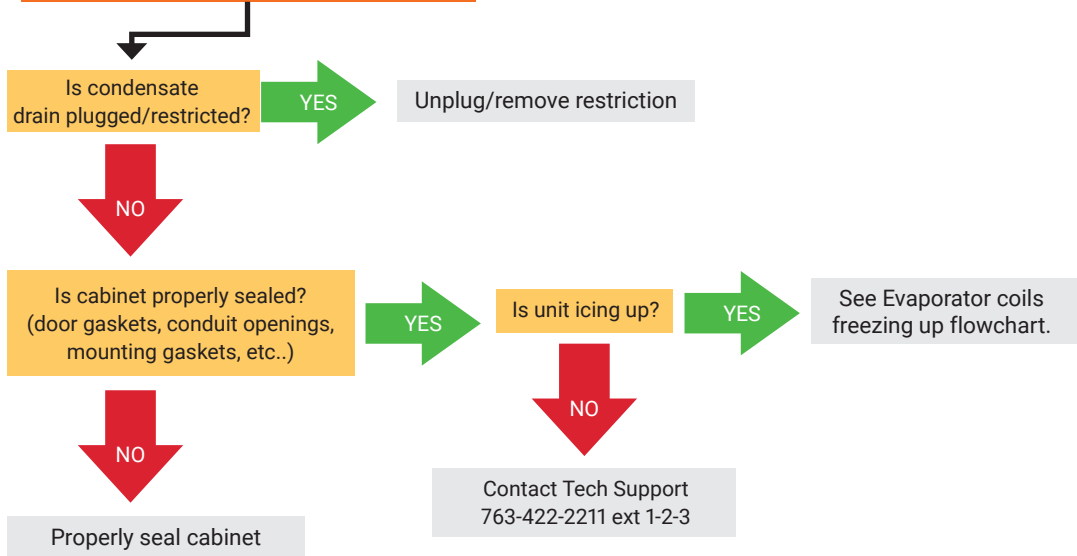 Is condensate
drain plugged/restricted?
YES
Unplug/remove restriction
NO
Is cabinet properly sealed?
(door gaskets, conduit openings,
mounting gaskets, etc..)
YES
Is unit icing up?
YES
See Evaporator coils
freezing up flowchart.
NO
NO
Contact Tech Support
763-422-2211 ext 1-2-3
Properly seal cabinet